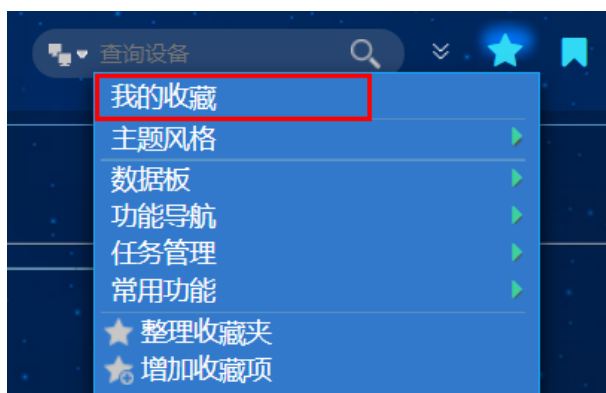 查询设备
我的收藏
主题风格
数据板
功能导航
任务管理
常用功能
整理收藏夹
增加收藏项